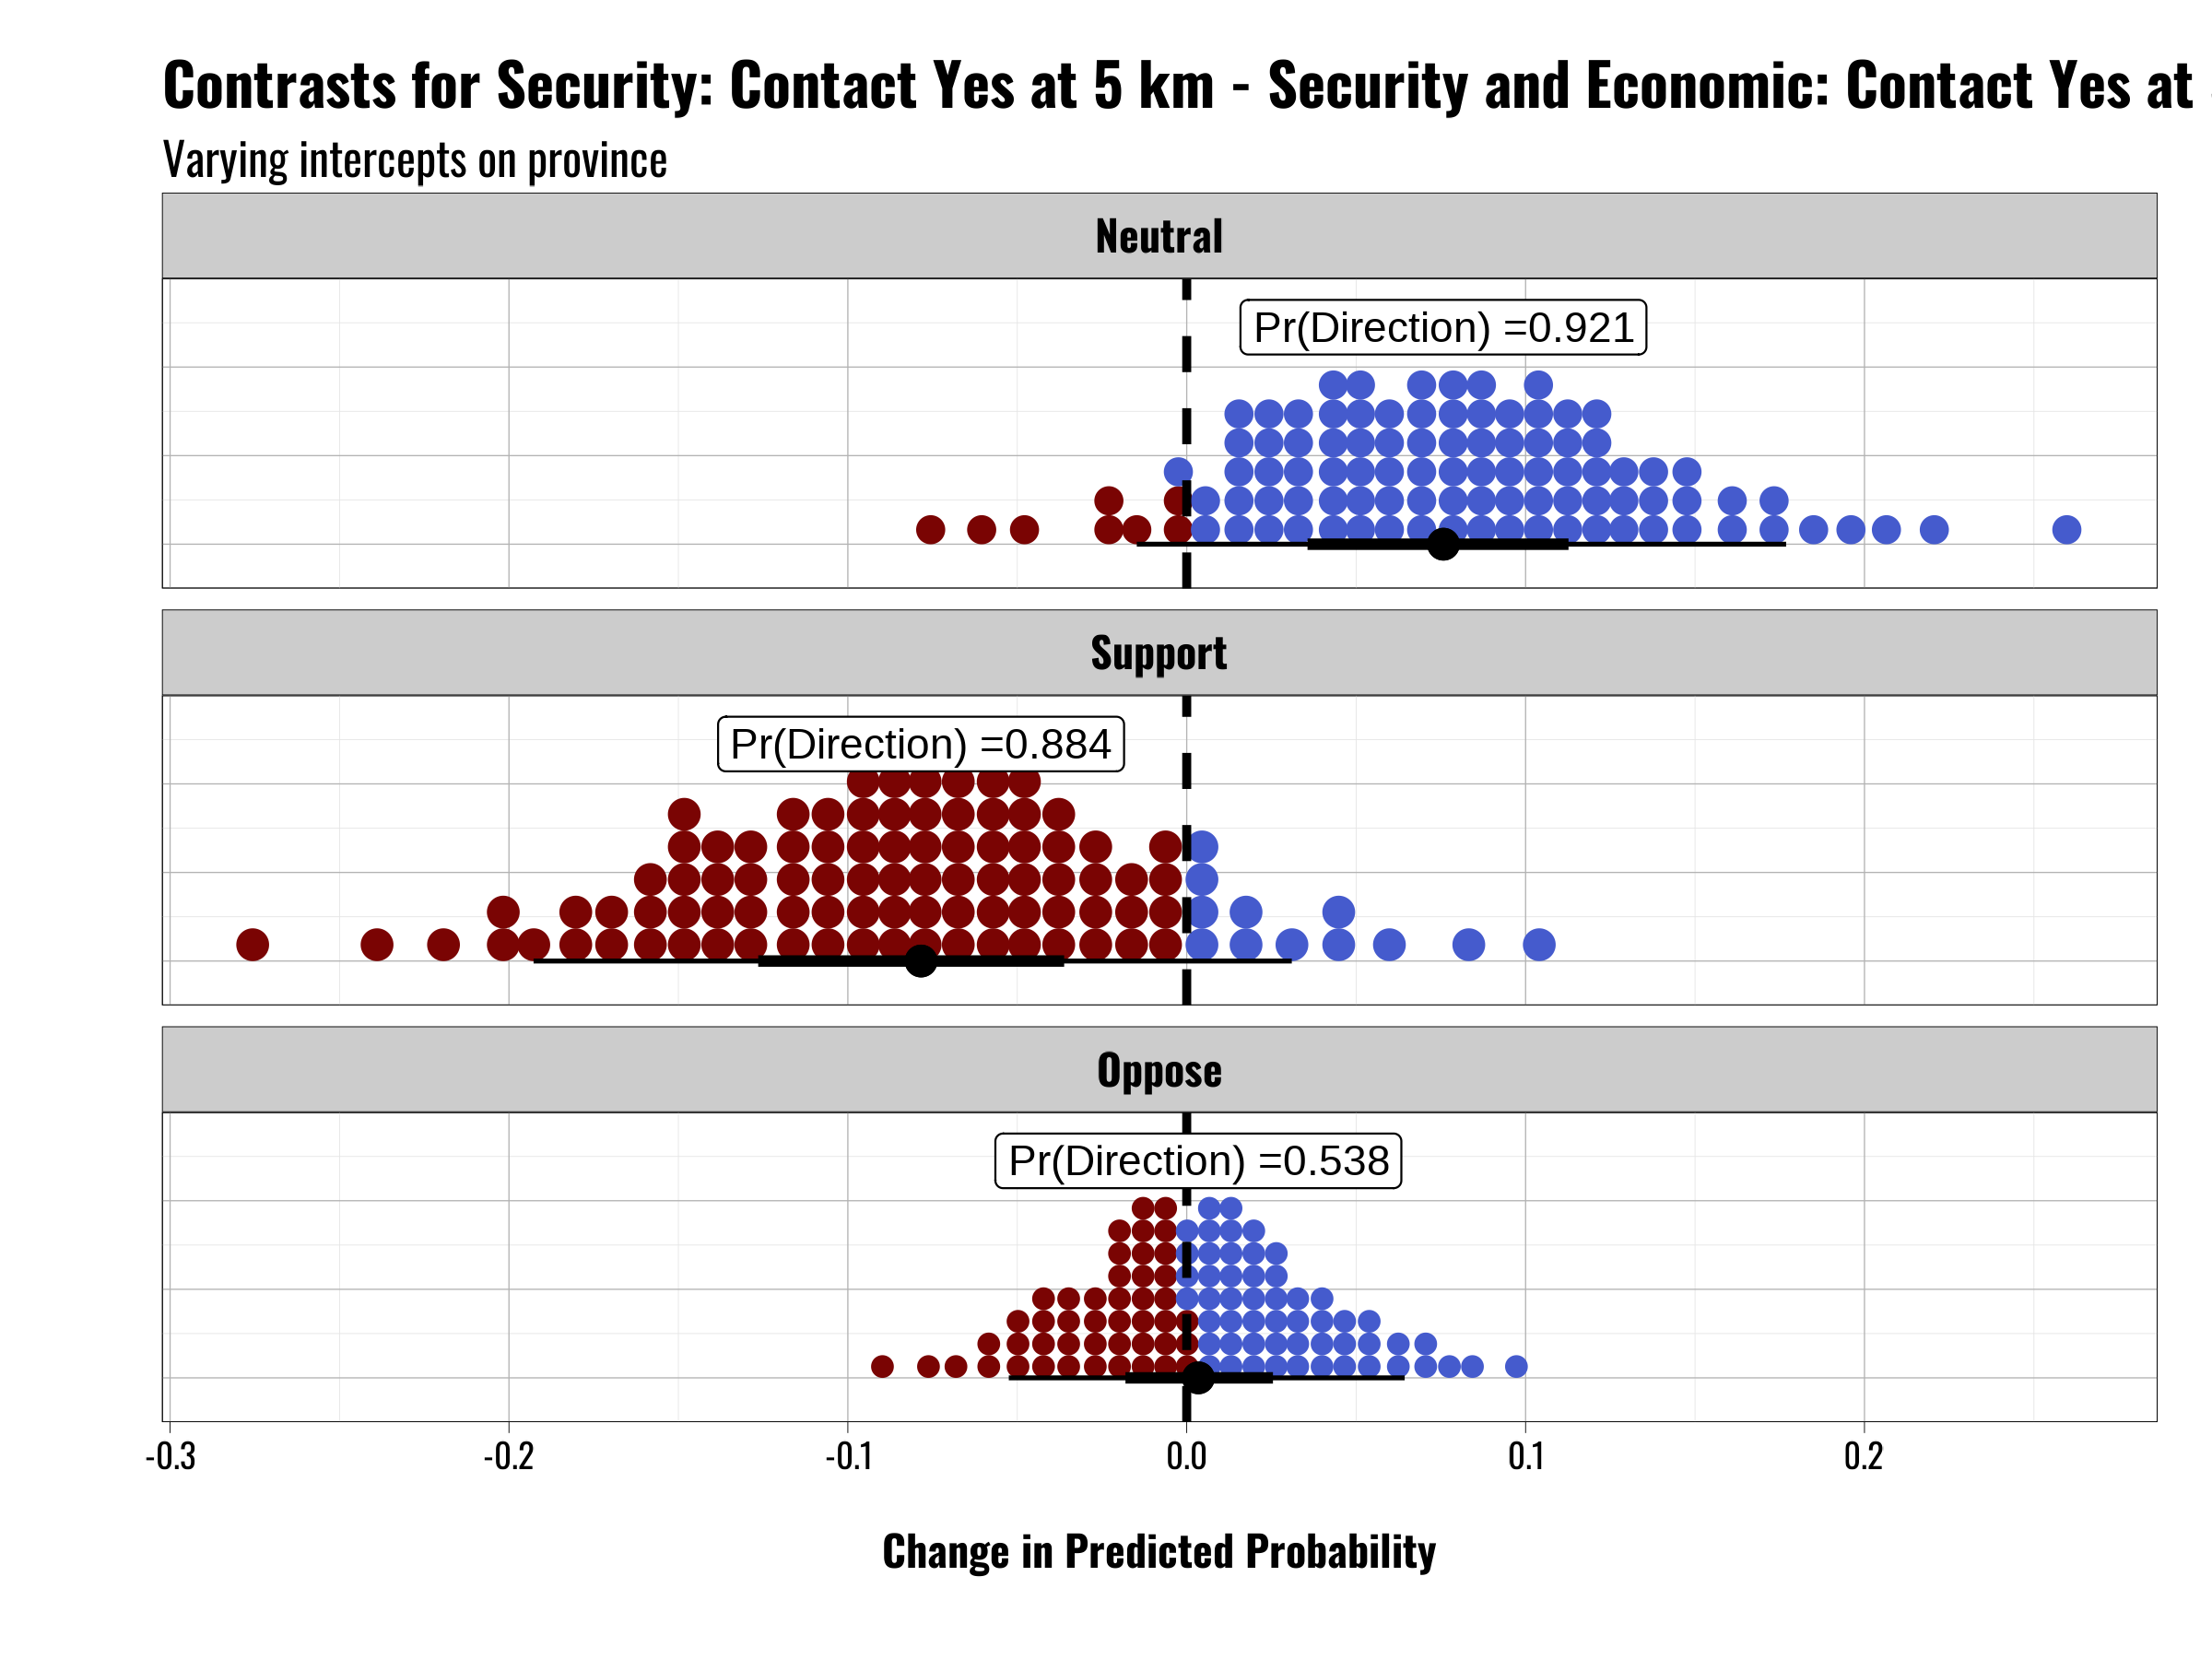 Contrasts for Security: Contact Yes at 5 km - Security and Economic: Contact Yes at
Varying intercepts on province
Neutral
Pr(Direction) =0.921
Support
Pr(Direction) =0.884
Oppose
Pr(Direction) =0.538
-0.3 -0.2 -0.1 0.0 0.1 0.2
Change in Predicted Probability